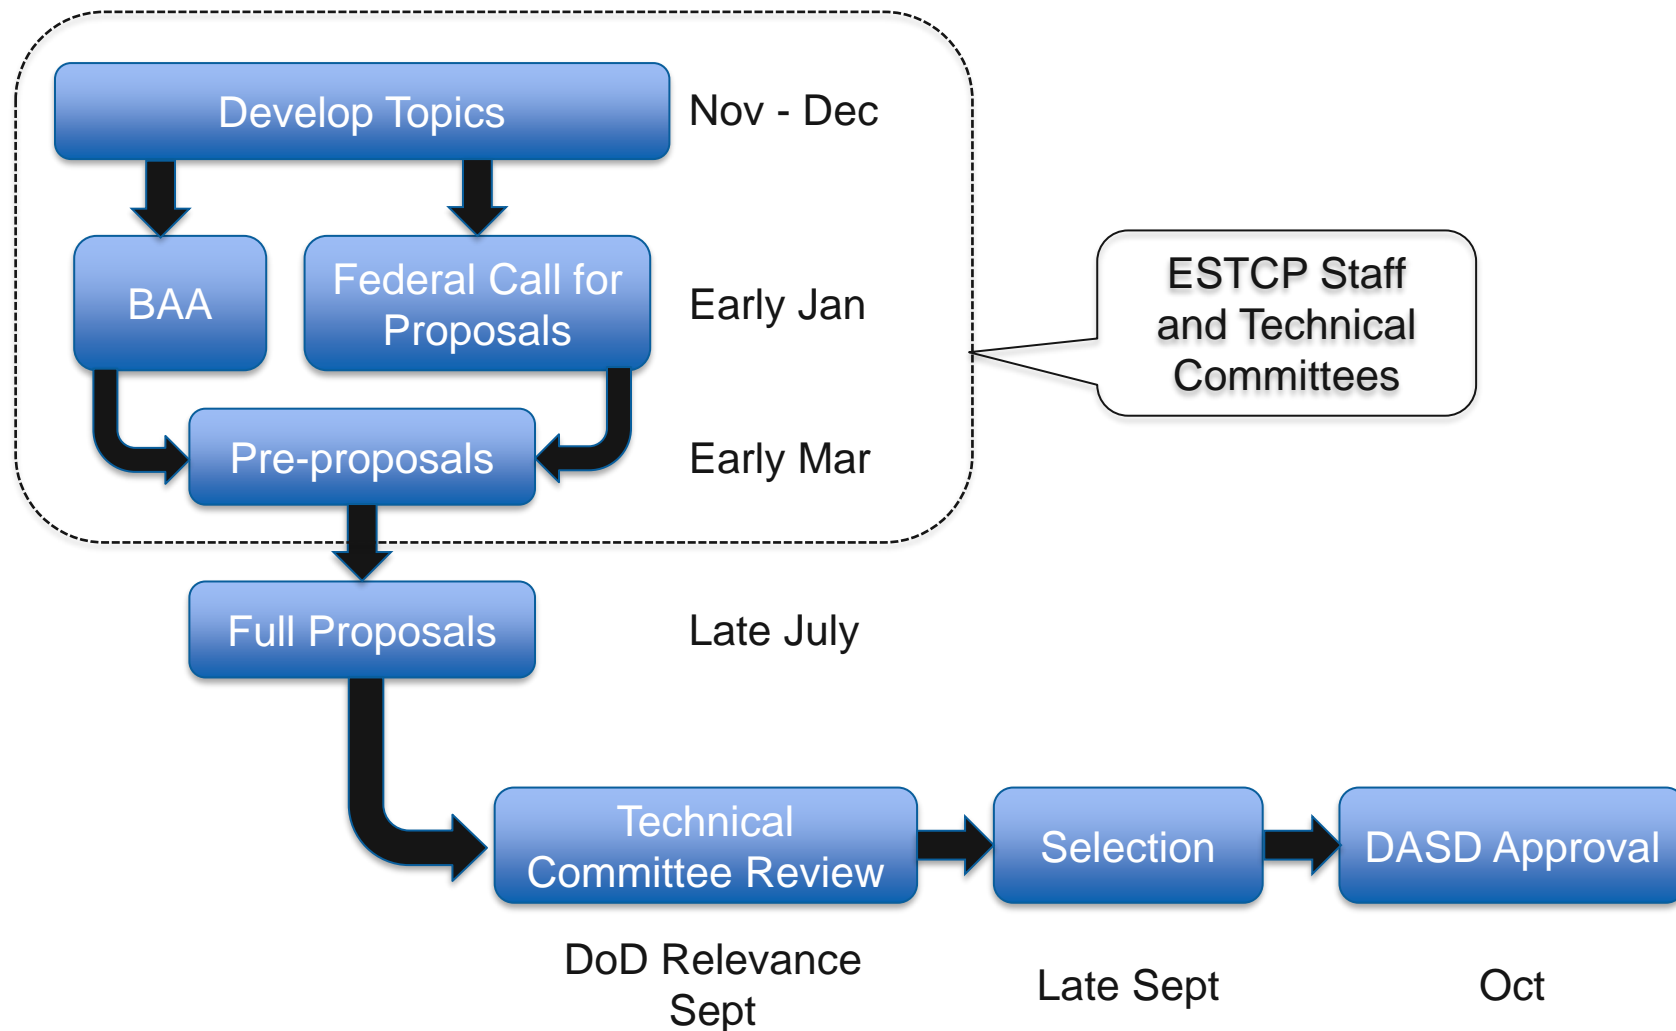 Develop Topics
Nov - Dec
BAA
Federal Call for
Proposals
Early Jan
ESTCP Staff
and Technical
Committees
Pre-proposals
Early Mar
Full Proposals
Late July
Technical
Committee Review
Selection
DASD Approval
DoD Relevance
Sept
Late Sept
Oct